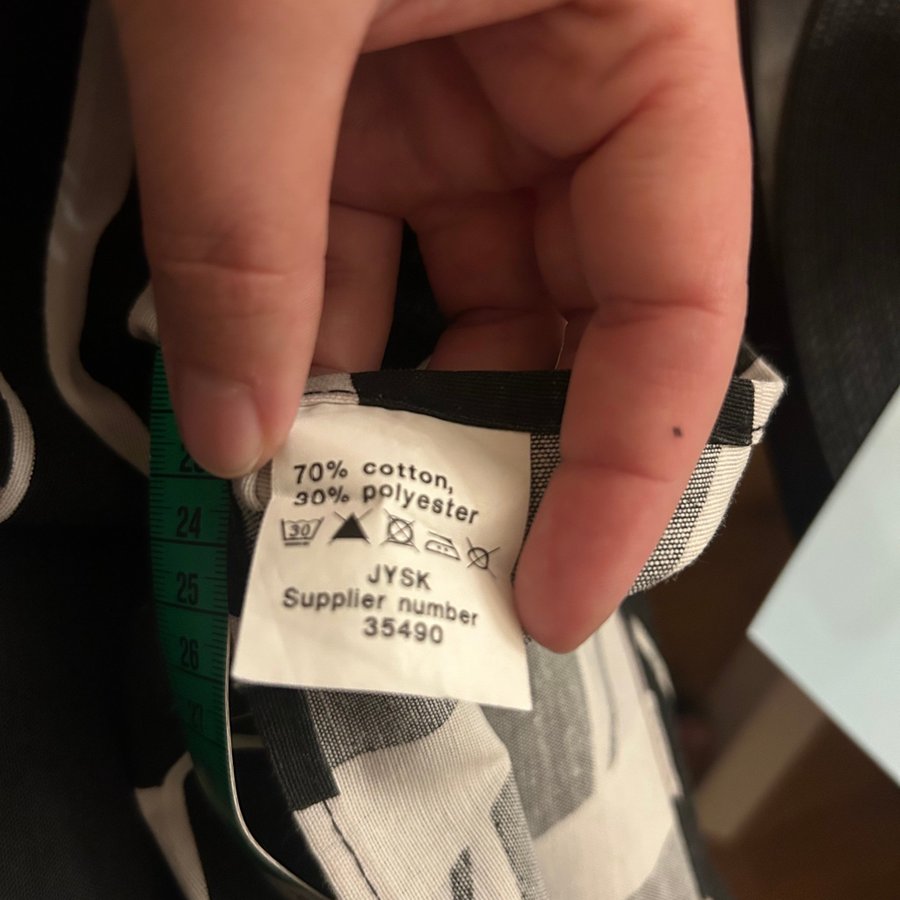 70% cotton,
30% polyester
30
JYSK
Supplier number
35490
24
25
26